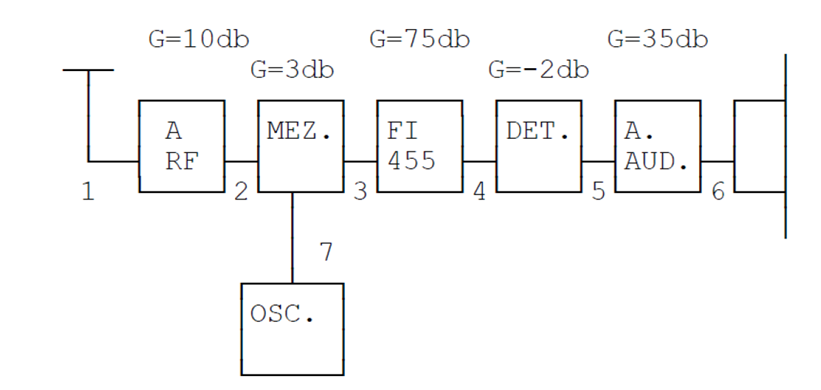 G=10db G=75db G=35db
G=3db G=-2db
A MEZ. FI DET. A.
RF 455 AUD.
1 2 3 4 5 6
7
OSC.